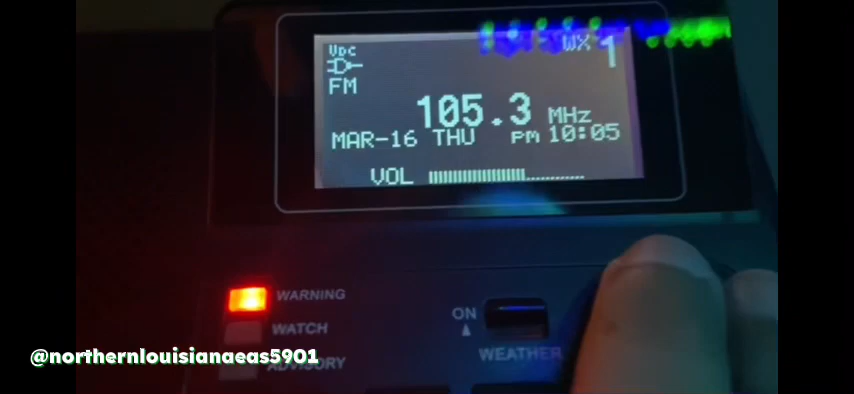 VDC
WX 1
FM
105.3 MHz
MAR-16 THU PM 10:05
VOL
WARNING
ON
WATCH
WEATHER
ADVISORY
@northernlouisianaeas5901